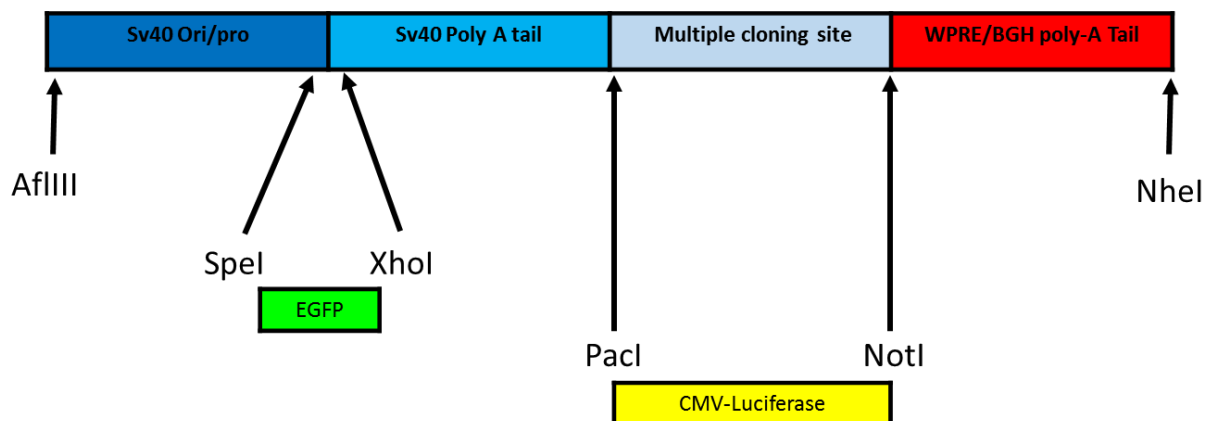 Sv40 Ori/pro
Sv40 Poly A tail
Multiple cloning site
WPRE/BGH poly-A Tail
AflIII
NheI
SpeI
XhoI
EGFP
PacI
NotI
CMV-Luciferase